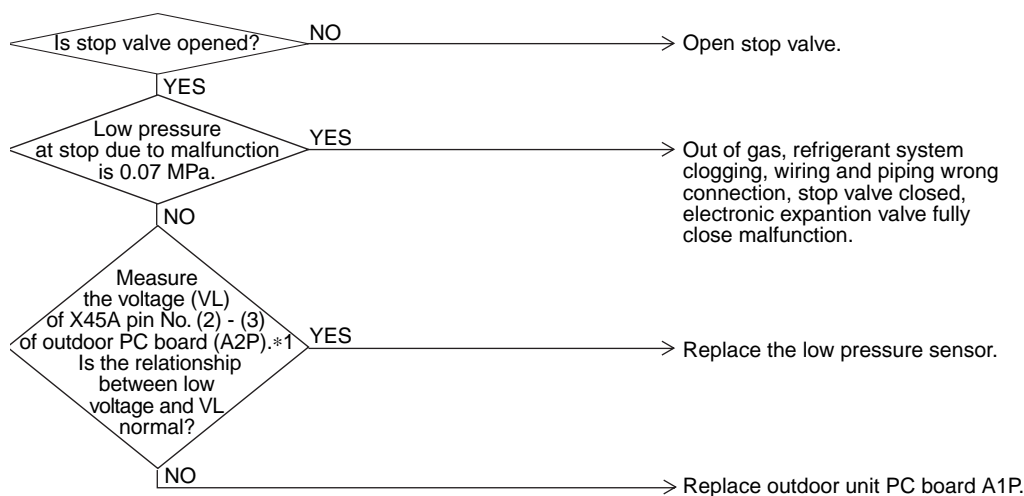 Is stop valve opened?
NO
Open stop valve.
YES
Low pressure
at stop due to malfunction
is 0.07 MPa.
YES
Out of gas, refrigerant system
clogging, wiring and piping wrong
connection, stop valve closed,
electronic expantion valve fully
close malfunction.
NO
Measure
the voltage (VL)
of X45A pin No. (2) - (3)
of outdoor PC board (A2P).*1
Is the relationship
between low
voltage and VL
normal?
YES
Replace the low pressure sensor.
NO
Replace outdoor unit PC board A1P.